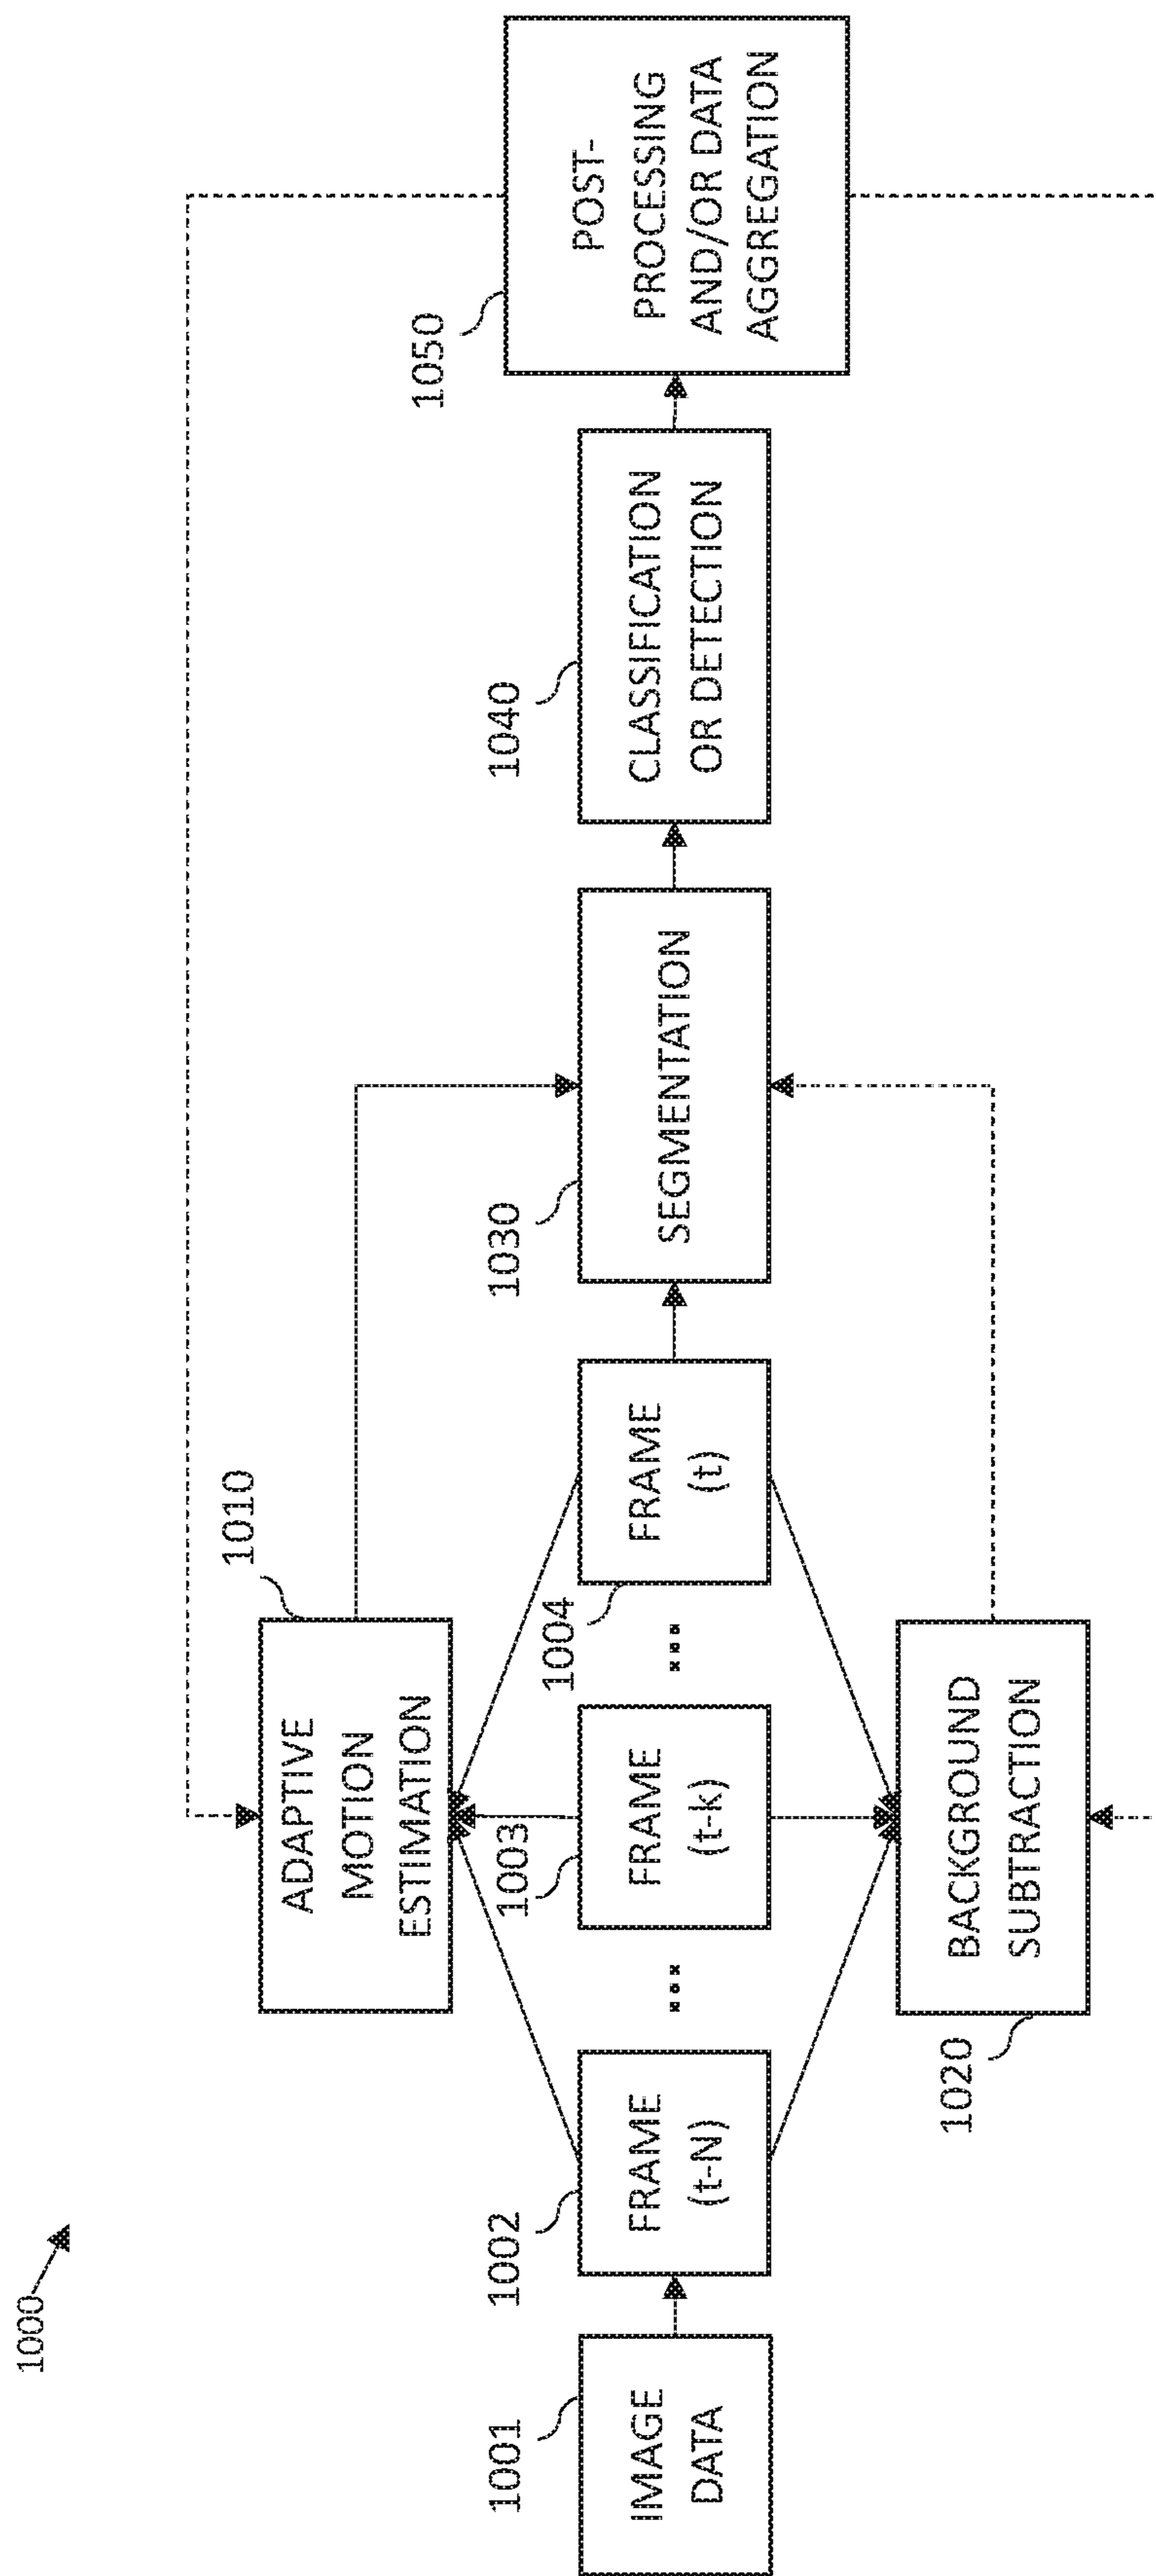 1000
1010
ADAPTIVE
MOTION
ESTIMATION
1001
IMAGE
DATA
1002
FRAME
(t-N)
...
1003
FRAME
(t-k)
...
1004
FRAME
(t)
1030
SEGMENTATION
1040
CLASSIFICATION
OR DETECTION
1050
POST-
PROCESSING
AND/OR DATA
AGGREGATION
1020
BACKGROUND
SUBTRACTION